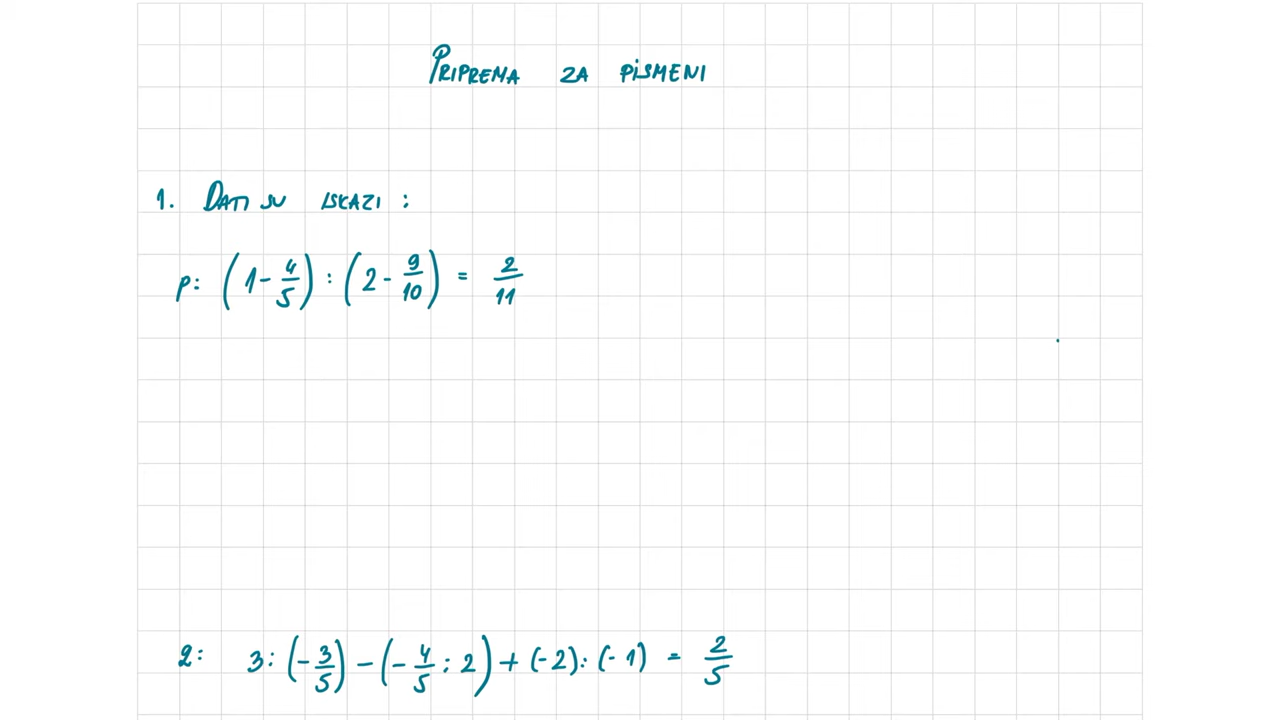 PRIPREMA ZA PISMENI
1. DATI SU ISKAZI :
p: (1 - 4/5) : (2 - 9/10) = 2/11
2: 3 : (- 3/5) - (- 4/5 : 2) + (-2) : (-1) = 2/5